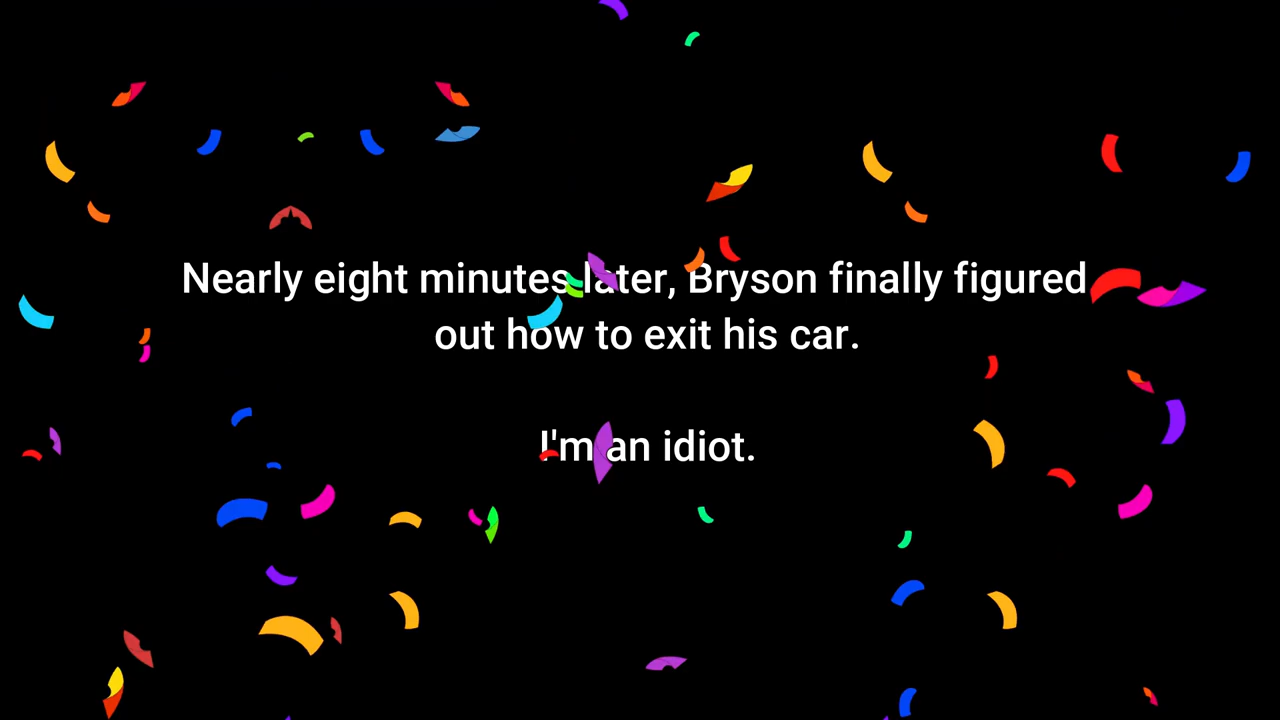 Nearly eight minutes later, Bryson finally figured
out how to exit his car.
I'm an idiot.